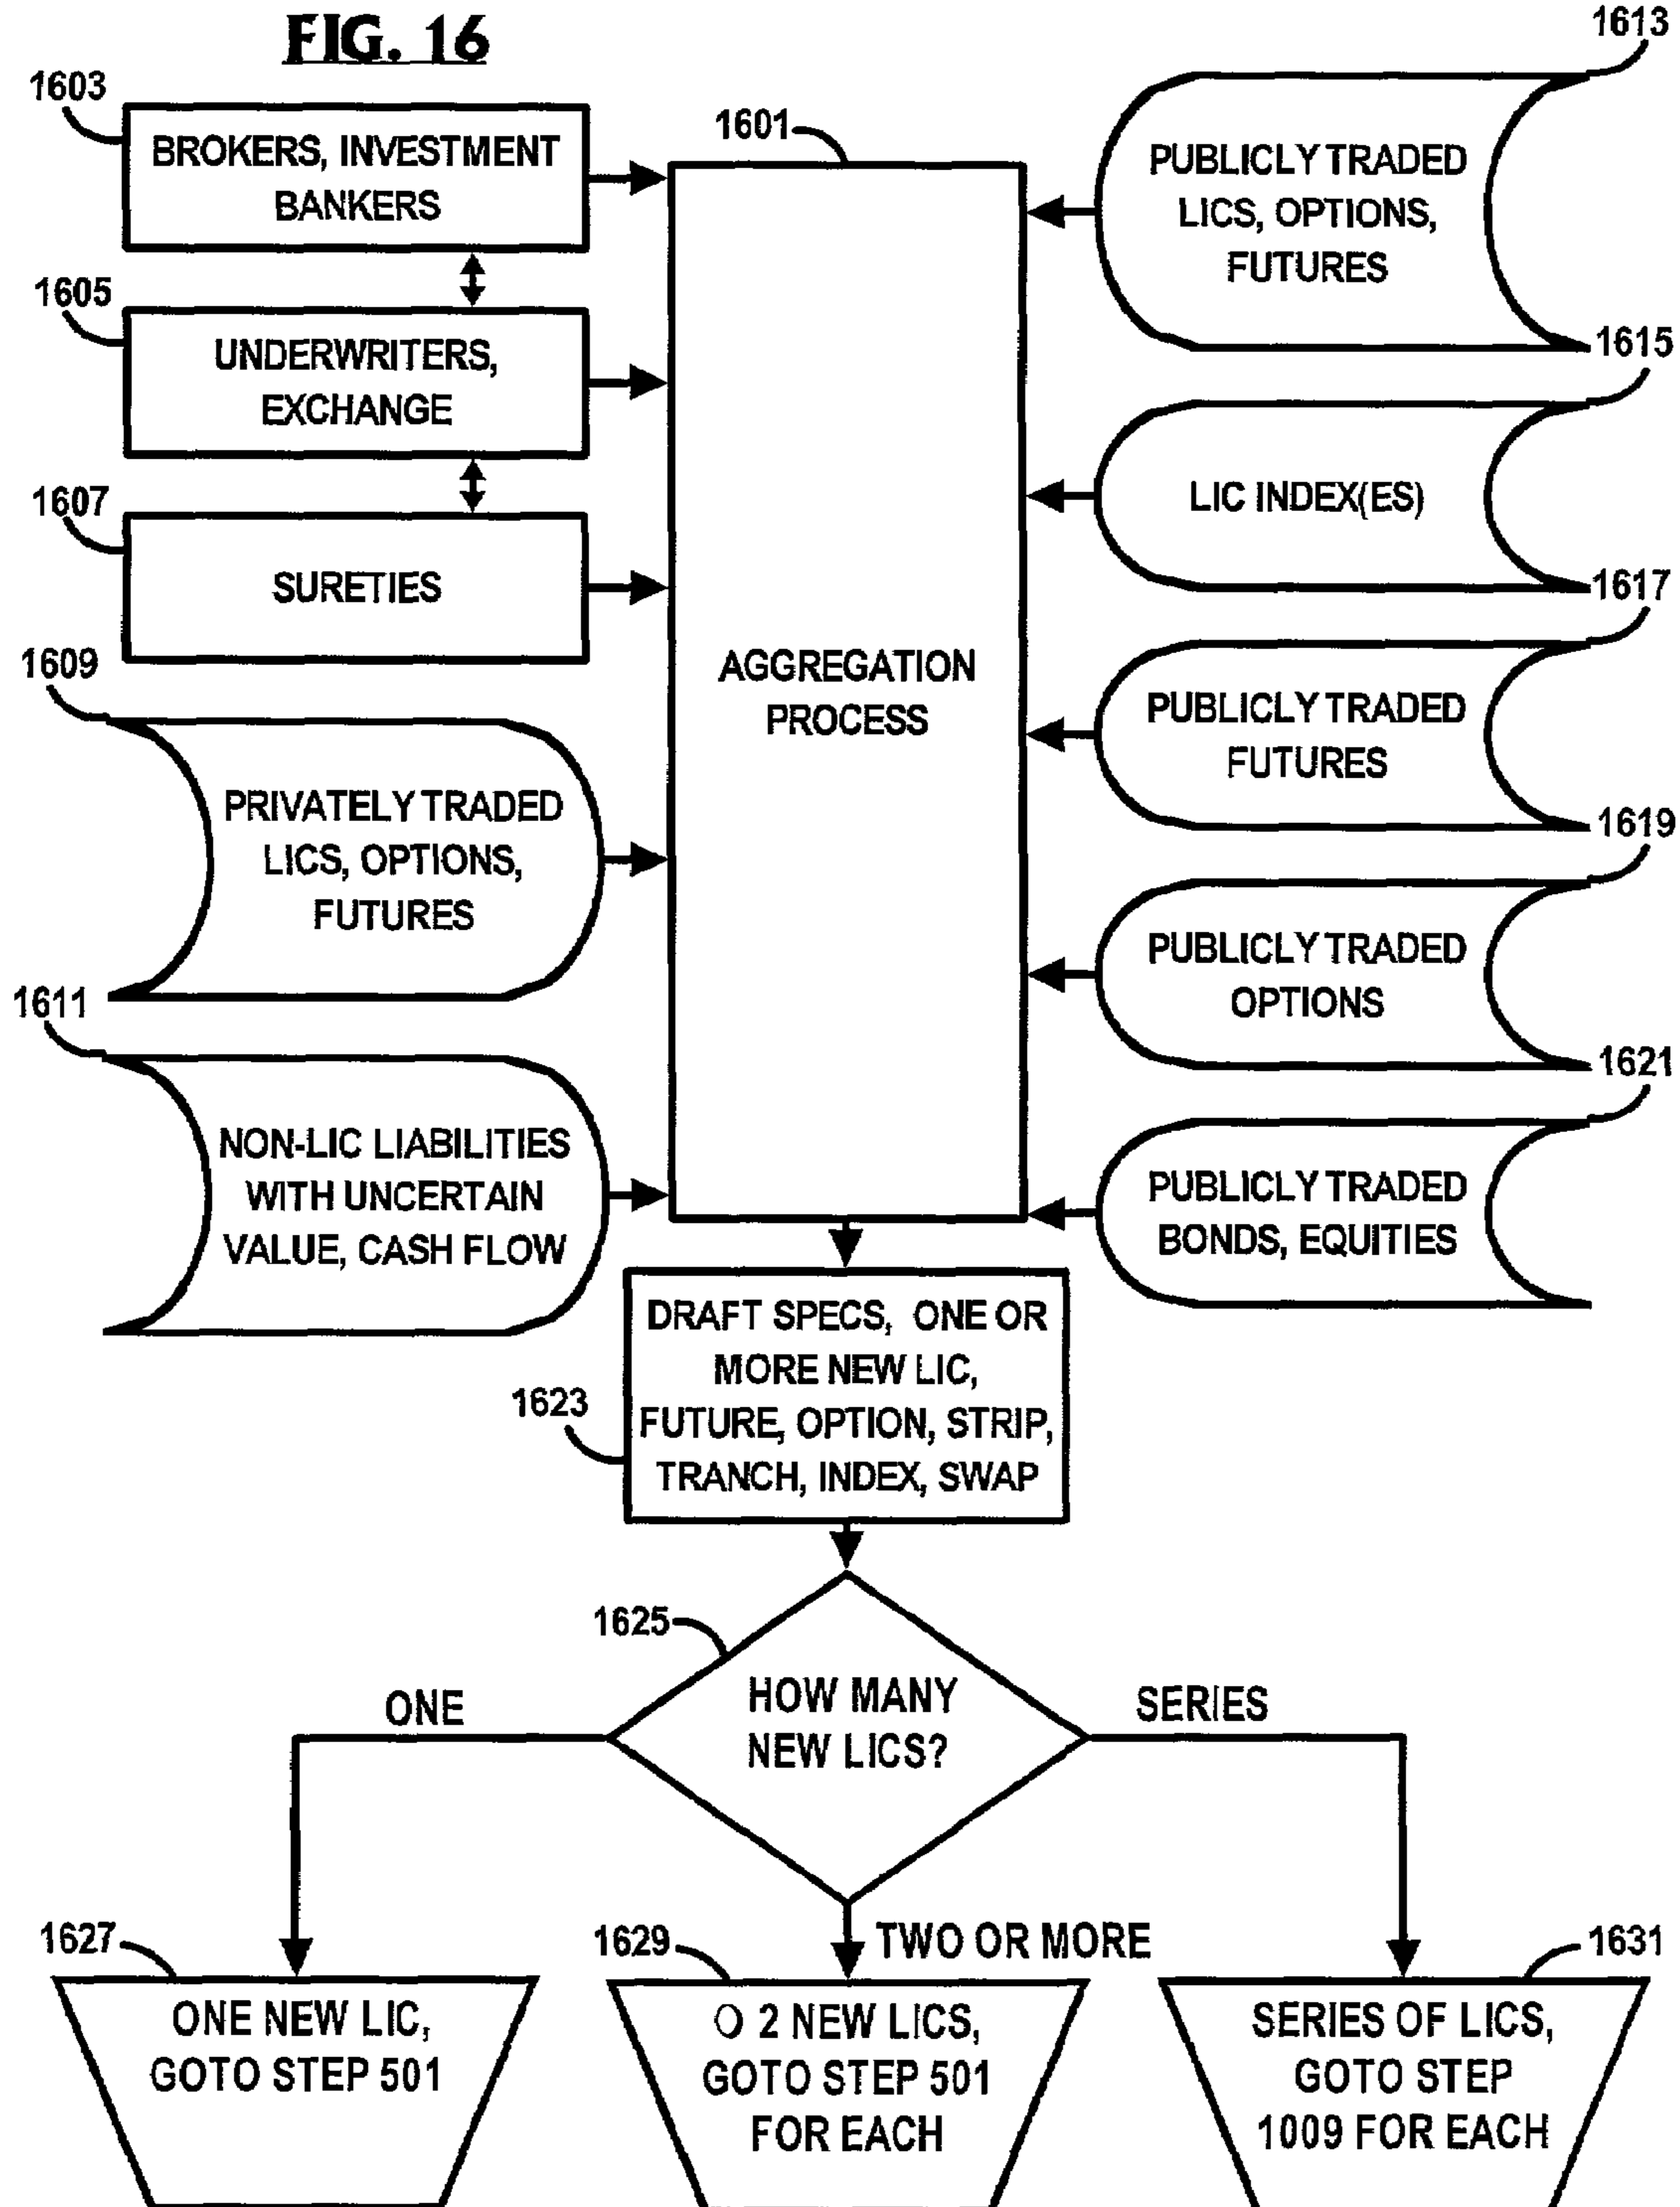 FIG. 16
1603
BROKERS, INVESTMENT
BANKERS
1605
UNDERWRITERS,
EXCHANGE
1607
SURETIES
1609
PRIVATELY TRADED
LICS, OPTIONS,
FUTURES
1611
NON-LIC LIABILITIES
WITH UNCERTAIN
VALUE, CASH FLOW
1601
AGGREGATION
PROCESS
1613
PUBLICLY TRADED
LICS, OPTIONS,
FUTURES
1615
LIC INDEX(ES)
1617
PUBLICLY TRADED
FUTURES
1619
PUBLICLY TRADED
OPTIONS
1621
PUBLICLY TRADED
BONDS, EQUITIES
1623
DRAFT SPECS, ONE OR
MORE NEW LIC,
FUTURE, OPTION, STRIP,
TRANCH, INDEX, SWAP
1625
HOW MANY
NEW LICS?
ONE
SERIES
TWO OR MORE
1627
ONE NEW LIC,
GOTO STEP 501
1629
O 2 NEW LICS,
GOTO STEP 501
FOR EACH
1631
SERIES OF LICS,
GOTO STEP
1009 FOR EACH